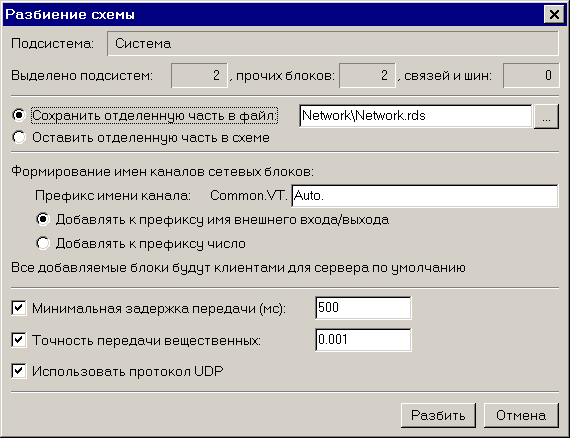 Разбиение схемы
Подсистема: Система
Выделено подсистем: 2 , прочих блоков: 2 , связей и шин: 0
Сохранить отделенную часть в файл: Network\Network.rds ...
Оставить отделенную часть в схеме
Формирование имен каналов сетевых блоков:
Префикс имени канала: Common.VT. Auto.
Добавлять к префиксу имя внешнего входа/выхода
Добавлять к префиксу число
Все добавляемые блоки будут клиентами для сервера по умолчанию
Минимальная задержка передачи (мс): 500
Точность передачи вещественных: 0.001
Использовать протокол UDP
Разбить Отмена